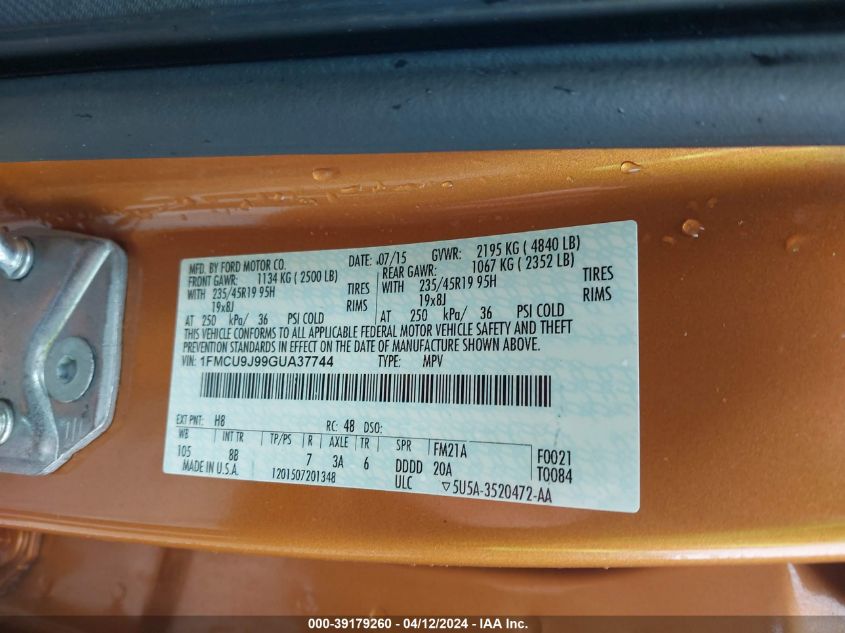 MFD. BY FORD MOTOR CO. DATE: 07/15 GVWR: 2195 KG ( 4840 LB)
FRONT GAWR: 1134 KG ( 2500 LB) REAR GAWR: 1067 KG ( 2352 LB)
WITH 235/45R19 95H TIRES WITH 235/45R19 95H TIRES
19x8J RIMS 19x8J RIMS
AT 250 kPa/ 36 PSI COLD AT 250 kPa/ 36 PSI COLD
THIS VEHICLE CONFORMS TO ALL APPLICABLE FEDERAL MOTOR VEHICLE SAFETY AND THEFT
PREVENTION STANDARDS IN EFFECT ON THE DATE OF MANUFACTURE SHOWN ABOVE.
VIN: 1FMCU9J99GUA37744 TYPE: MPV
EXT PNT: H8 RC: 48 DSO:
WB INT TR TP/PS R AXLE TR SPR FM21A F0021
105 8B 7 3A 6 DDDD 20A T0084
MADE IN U.S.A. 1201507201348 ULC ▽5U5A-3520472-AA
000-39179260 - 04/12/2024 - IAA, Inc.